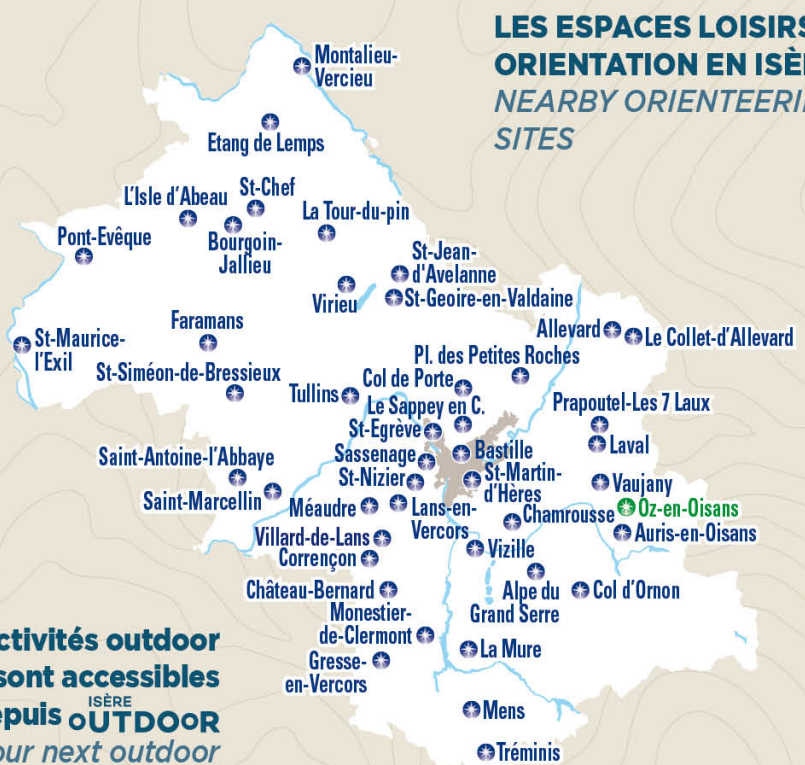 LES ESPACES LOISIRS
ORIENTATION EN
NEARBY
SITES
Montalieu-
Vercieu
Etang de Lemps
L'Isle d'Abeau
St-Chef
La Tour-du-pin
Pont-Evêque
Bourgoin-
Jallieu
St-Jean-
d'Avelanne
Virieu
St-Geoire-en-Valdaine
Faramans
Allevard
Le Collet-d'Allevard
St-Maurice-
l'Exil
Pl. des Petites Roches
St-Siméon-de-Bressieux
Tullins
Col de Porte
Le Sappey en C.
Prapoutel-Les 7 Laux
St-Egrève
Bastille
Laval
Saint-Antoine-l'Abbaye
Sassenage
St-Nizier
St-Martin-
d'Hères
Vaujany
Saint-Marcellin
Méaudre
Lans-en-
Vercors
Chamrousse
Oz-en-Oisans
Auris-en-Oisans
Villard-de-Lans
Corrençon
Vizille
Château-Bernard
Alpe du
Grand Serre
Col d'Ornon
Monestier-
de-Clermont
La Mure
Gresse-
en-Vercors
Mens
Tréminis
ctivités outdoor
sont accessibles
epuis ISÈRE OUTDOOR
our next outdoor